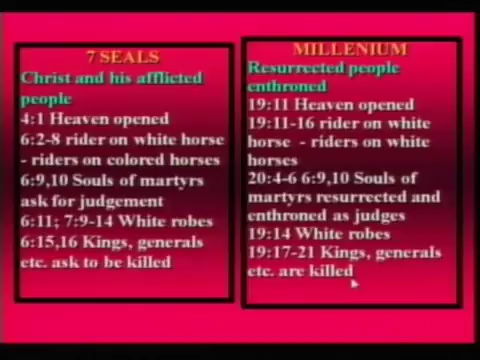 7 SEALS
Christ and his afflicted
people
4:1 Heaven opened
6:2-8 rider on white horse
- riders on colored horses
6:9,10 Souls of martyrs
ask for judgement
6:11; 7:9-14 White robes
6:15,16 Kings, generals
etc. ask to be killed
MILLENIUM
Resurrected people
enthroned
19:11 Heaven opened
19:11-16 rider on white
horse - riders on white
horses
20:4-6 6:9,10 Souls of
martyrs resurrected and
enthroned as judges
19:14 White robes
19:17-21 Kings, generals
etc. are killed